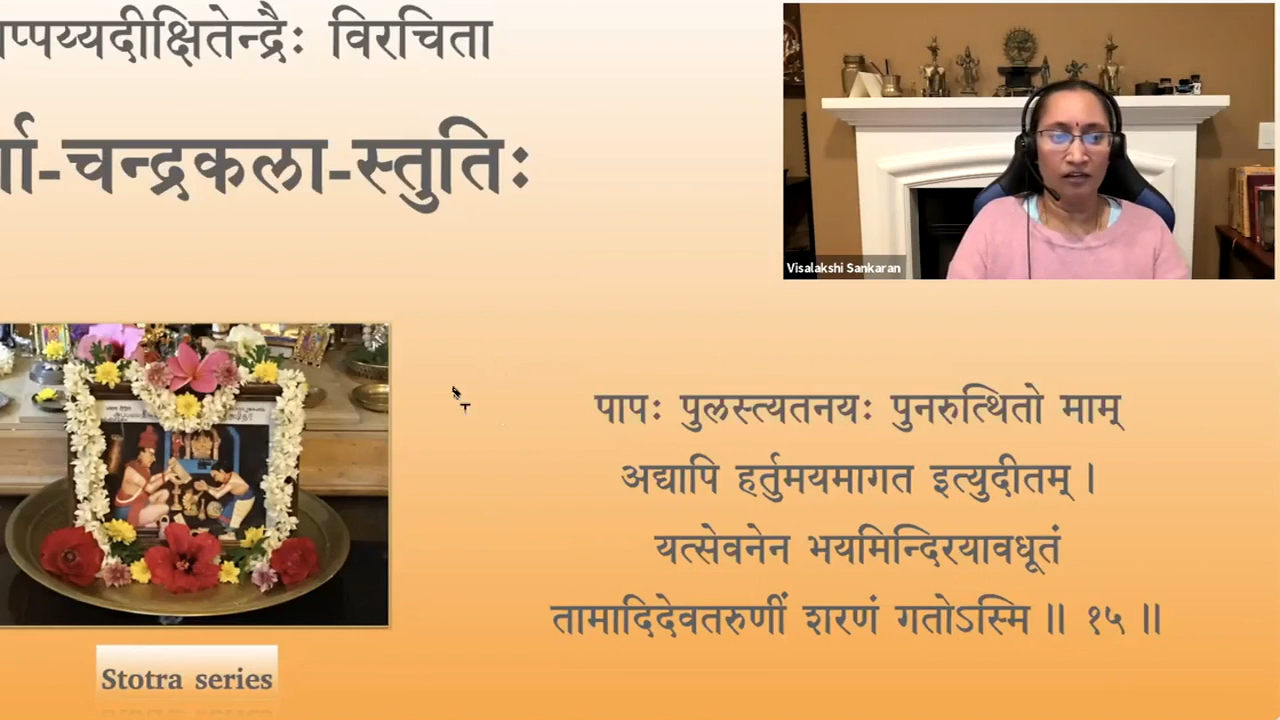 प्पय्यदीक्षितेन्द्रैः विरचिता
र्गा-चन्द्रकला-स्तुतिः
Visalakshi Sankaran
पापः पुलस्त्यतनयः पुनरुत्थितो माम्
अद्यापि हर्तुमयमागत इत्युदीतम् ।
यत्सेवनेन भयमिन्दिरयावधूतं
तामादिदेवतरुणीं शरणं गतोऽस्मि ॥ १५ ॥
Stotra series